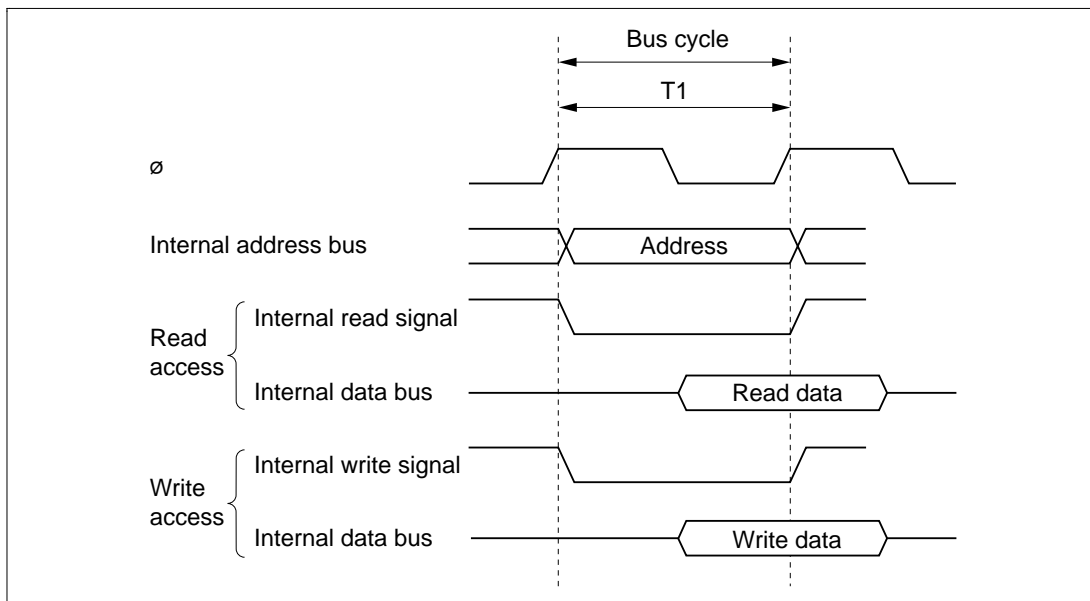 Bus cycle
T1
ø
Internal address bus
Address
Read
access
Internal read signal
Internal data bus
Read data
Write
access
Internal write signal
Internal data bus
Write data